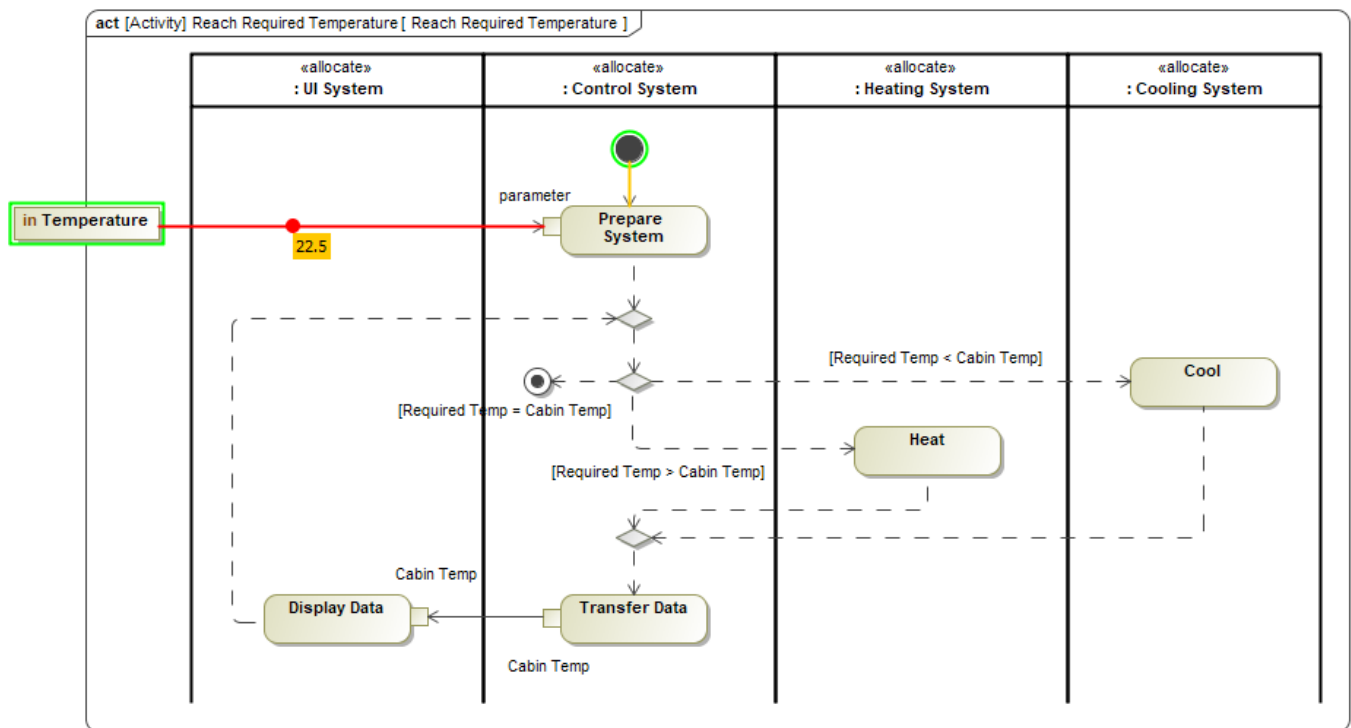 act [Activity] Reach Required Temperature [ Reach Required Temperature ]
«allocate»
: UI System
«allocate»
: Control System
«allocate»
: Heating System
«allocate»
: Cooling System
parameter
in Temperature
22.5
Prepare
System
[Required Temp < Cabin Temp]
Cool
[Required Temp = Cabin Temp]
Heat
[Required Temp > Cabin Temp]
Cabin Temp
Display Data
Transfer Data
Cabin Temp